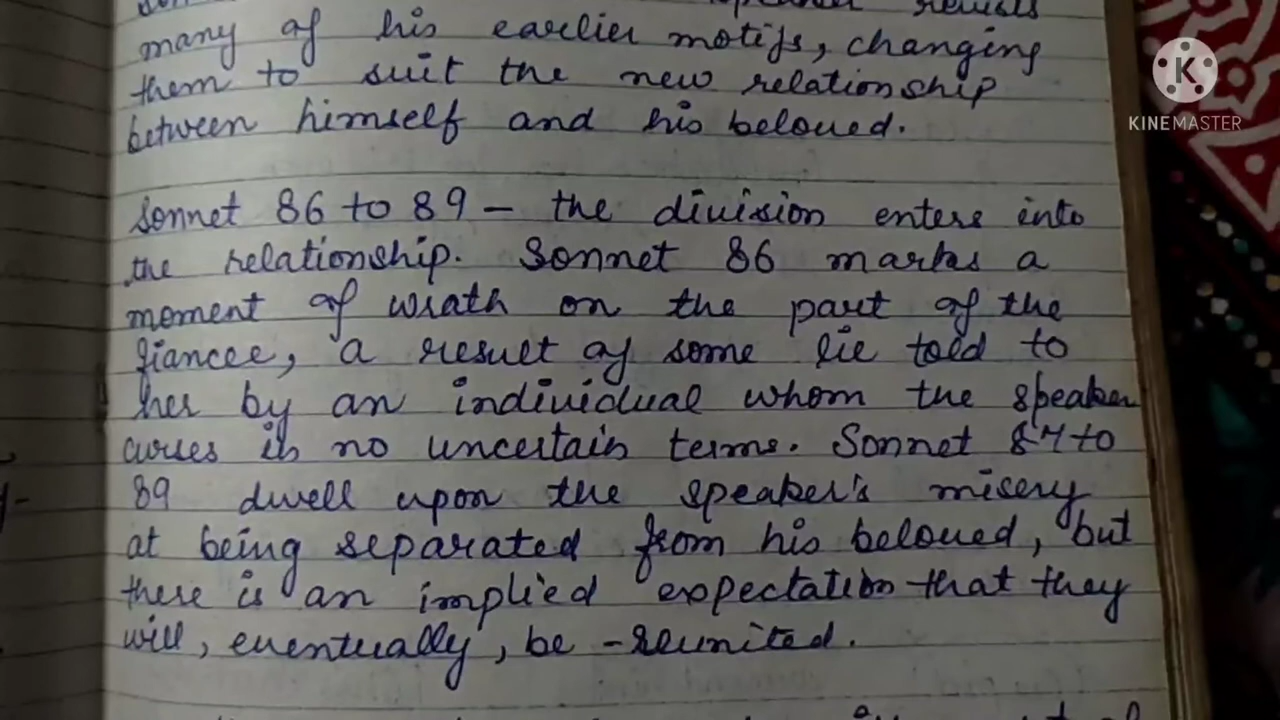 many of his earlier motifs, changing
them to suit the new relationship
between himself and his beloved.
Sonnet 86 to 89 – the division enters into
the relationship. Sonnet 86 marks a
moment of wrath on the part of the
fiancee, a result of some lie told to
her by an individual whom the speaker
curses in no uncertain terms. Sonnet 87 to
89 dwell upon the speaker's misery
at being separated from his beloved, but
there is an implied expectation that they
will, eventually, be -reunited.
KINEMASTER